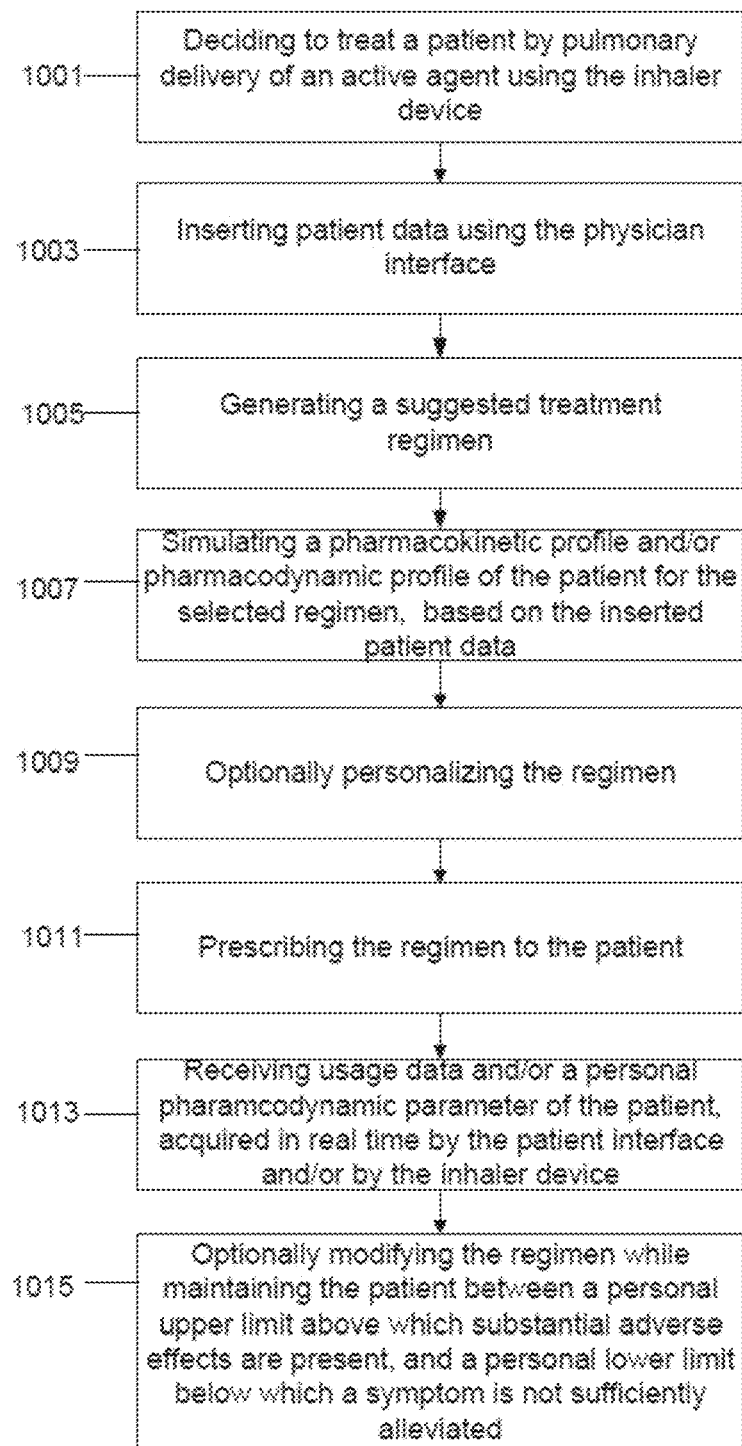 1001
Deciding to treat a patient by pulmonary
delivery of an active agent using the inhaler
device
1003
Inserting patient data using the physician
interface
1005
Generating a suggested treatment
regimen
1007
Simulating a pharmacokinetic profile and/or
pharmacodynamic profile of the patient for the
selected regimen, based on the inserted
patient data
1009
Optionally personalizing the regimen
1011
Prescribing the regimen to the patient
1013
Receiving usage data and/or a personal
pharamcodynamic parameter of the patient,
acquired in real time by the patient interface
and/or by the inhaler device
1015
Optionally modifying the regimen while
maintaining the patient between a personal
upper limit above which substantial adverse
effects are present, and a personal lower limit
below which a symptom is not sufficiently
alleviated